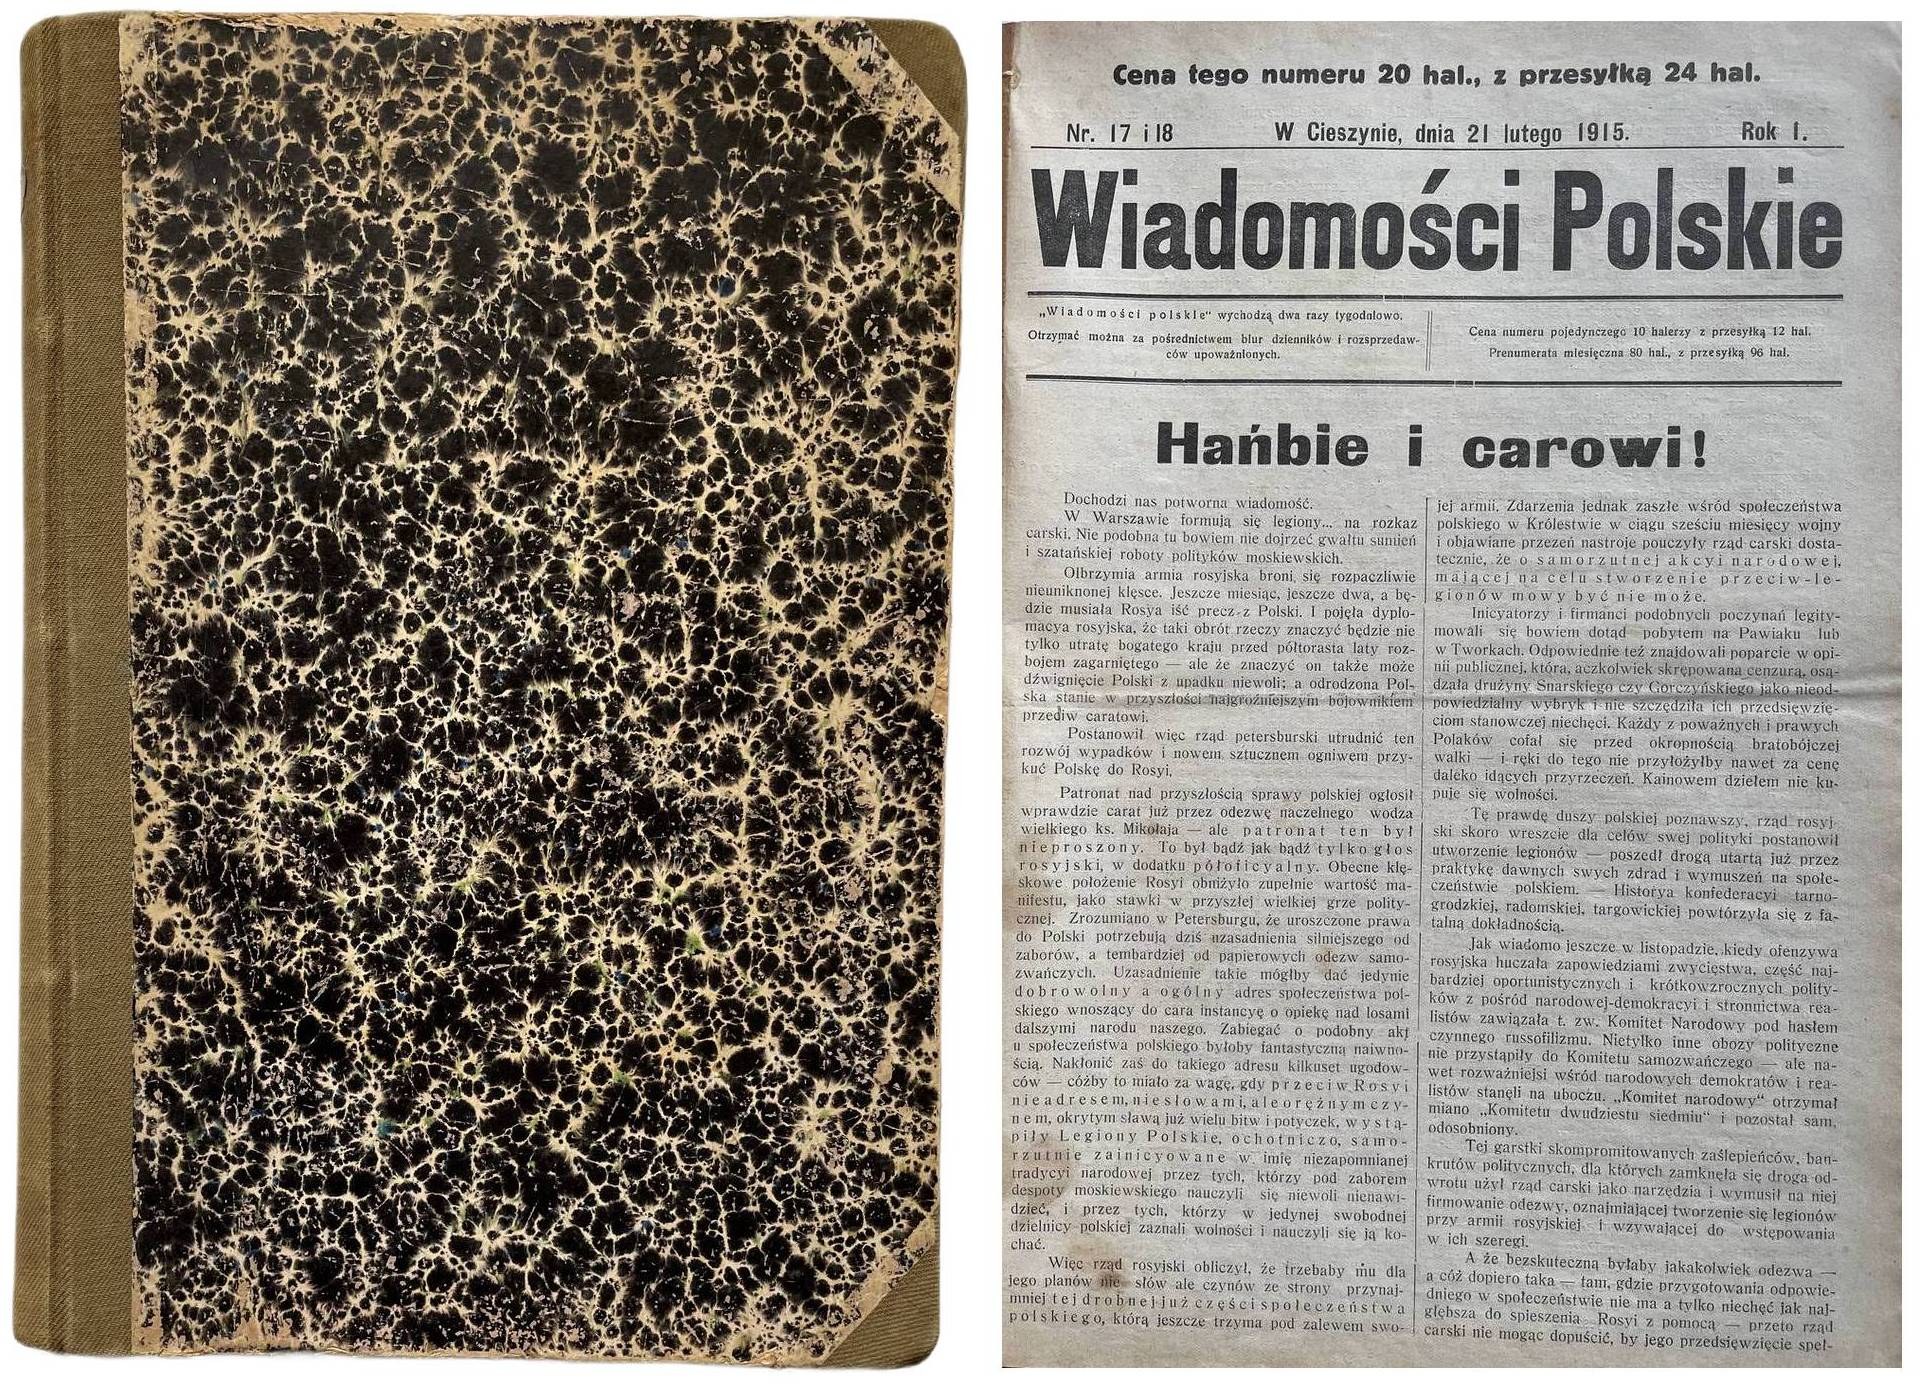 Cena tego numeru 20 hal., z przesyłką 24 hal.
Nr. 17 i 18 W Cieszynie, dnia 21 lutego 1915. Rok I.
Wiadomości Polskie
„Wiadomości polskie“ wychodzą dwa razy tygodniowo.
Otrzymać można za pośrednictwem biur dzienników i rozsprzedaw-
ców upoważnionych.
Cena numeru pojedynczego 10 halerzy z przesyłką 12 hal.
Prenumerata miesięczna 80 hal., z przesyłką 96 hal.
Hańbie i carowi!
Dochodzi nas potworna wiadomość.
W Warszawie formują się legiony... na rozkaz
carski. Nie podobna tu bowiem nie dojrzeć gwałtu sumień
i szatańskiej roboty polityków moskiewskich.
Olbrzymia armia rosyjska broni się rozpaczliwie
nieuniknonej klęsce. Jeszcze miesiąc, jeszcze dwa, a bę-
dzie musiała Rosya iść precz z Polski. I pojęła dyplo-
macya rosyjska, że taki obrót rzeczy znaczyć będzie nie
tylko utratę bogatego kraju przed półtorasta laty roz-
bojem zagarniętego — ale że znaczyć on także może
dźwignięcie Polski z upadku niewoli; a odrodzona Pol-
ska stanie w przyszłości najgroźniejszym bojownikiem
przeciw caratowi.
Postanowił więc rząd petersburski utrudnić ten
rozwój wypadków i nowem sztucznem ogniwem przy-
kuć Polskę do Rosyi.
Patronat nad przyszłością sprawy polskiej ogłosił
wprawdzie carat już przez odezwę naczelnego wodza
wielkiego ks. Mikołaja — ale patronat ten był
nieproszony. To był bądź jak bądź tylko głos
rosyjski, w dodatku półoficyalny. Obecne klę-
skowe położenie Rosyi obniżyło zupełnie wartość ma-
nifestu, jako stawki w przyszłej wielkiej grze polity-
cznej. Zrozumiano w Petersburgu, że uroszczone prawa
do Polski potrzebują dziś uzasadnienia silniejszego od
zaborów, a tembardziej od papierowych odezw samo-
zwańczych. Uzasadnienie takie mógłby dać jedynie
dobrowolny a ogólny adres społeczeństwa pol-
skiego wnoszący do cara instancyę o opiekę nad losami
dalszymi narodu naszego. Zabiegać o podobny akt
u społeczeństwa polskiego byłoby fantastyczną naiwno-
ścią. Nakłonić zaś do takiego adresu kilkuset ugodow-
ców — cóżby to miało za wagę, gdy przeciw Rosyi
nie adresem, nie słowami, ale orężnym czy-
nem, okrytym sławą już wielu bitw i potyczek, wystą-
piły Legiony Polskie, ochotniczo, samo-
rzutnie zainicyowane w imię niezapomnianej
tradycyi narodowej przez tych, którzy pod zaborem
despoty moskiewskiego nauczyli się niewoli nienawi-
dzieć, i przez tych, którzy w jedynej swobodnej
dzielnicy polskiej zaznali wolności i nauczyli się ją ko-
chać.
Więc rząd rosyjski obliczył, że trzebaby mu dla
jego planów nie słów ale czynów ze strony przynaj-
mniej tej drobnej już części społeczeństwa
polskiego, którą jeszcze trzyma pod zalewem swo-
jej armii. Zdarzenia jednak zaszłe wśród społeczeństwa
polskiego w Królestwie w ciągu sześciu miesięcy wojny
i objawiane przezeń nastroje pouczyły rząd carski dosta-
tecznie, że o samorzutnej akcyi narodowej,
mającej na celu stworzenie przeciw-le-
gionów mowy być nie może.
Inicyatorzy i firmanci podobnych poczynań legity-
mowali się bowiem dotąd pobytem na Pawiaku lub
w Tworkach. Odpowiednie też znajdowali poparcie w opi-
nii publicznej, która, aczkolwiek skrępowana cenzurą, osą-
dzała drużyny Snarskiego czy Gorczyńskiego jako nieod-
powiedzialny wybryk i nie szczędziła ich przedsięwzię-
ciom stanowczej niechęci. Każdy z poważnych i prawych
Polaków cofał się przed okropnością bratobójczej
walki — i ręki do tego nie przyłożyłby nawet za cenę
daleko idących przyrzeczeń. Kainowem dziełem nie ku-
puje się wolności.
Tę prawdę duszy polskiej poznawszy, rząd rosyj-
ski skoro wreszcie dla celów swej polityki postanowił
utworzenie legionów — poszedł drogą utartą już przez
praktykę dawnych swych zdrad i wymuszeń na społe-
czeństwie polskiem. — Historya konfederacyi tarno-
grodzkiej, radomskiej, targowickiej powtórzyła się z fa-
talną dokładnością.
Jak wiadomo jeszcze w listopadzie, kiedy ofenzywa
rosyjska huczała zapowiedziami zwycięstwa, część naj-
bardziej oportunistycznych i krótkowzrocznych polity-
ków z pośród narodowej-demokracyi i stronnictwa rea-
listów zawiązała t. zw. Komitet Narodowy pod hasłem
czynnego russofilizmu. Nietylko inne obozy polityczne
nie przystąpiły do Komitetu samozwańczego — ale na-
wet rozważniejsi wśród narodowych demokratów i rea-
listów stanęli na uboczu. „Komitet narodowy“ otrzymał
miano „Komitetu dwudziestu siedmiu“ i pozostał sam,
odosobniony.
Tej garstki skompromitowanych zaślepieńców, ban-
krutów politycznych, dla których zamknęła się droga od-
wrotu użył rząd carski jako narzędzia i wymusił na niej
firmowanie odezwy, oznajmiającej tworzenie się legionów
przy armii rosyjskiej i wzywającej do wstępowania
w ich szeregi.
A że bezskuteczną byłaby jakakolwiek odezwa —
a cóż dopiero taka — tam, gdzie przygotowania odpowie-
dniego w społeczeństwie nie ma a tylko niechęć jak naj-
głębsza do spieszenia Rosyi z pomocą — przeto rząd
carski nie mogąc dopuścić, by jego przedsięwzięcie speł-